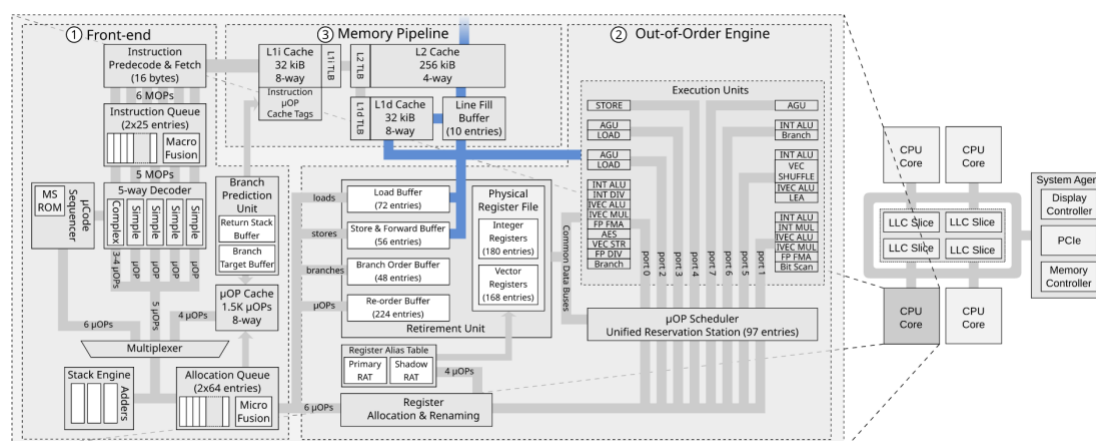 ① Front-end
③ Memory Pipeline
② Out-of-Order Engine
Instruction
Predecode & Fetch
(16 bytes)
6 MOPs
Instruction Queue
(2x25 entries)
Macro
Fusion
5 MOPs
5-way Decoder
MS
ROM
µCode
Sequencer
Complex
Simple
Simple
Simple
Simple
3-4 µOPs
µOP
µOP
µOP
µOP
Branch
Prediction
Unit
Return Stack
Buffer
Branch
Target Buffer
µOP Cache
1.5K µOPs
8-way
6 µOPs
5 µOPs
4 µOPs
Multiplexer
Stack Engine
Adders
Allocation Queue
(2x64 entries)
Micro
Fusion
L1i Cache
32 kiB
8-way
L1i TLB
Instruction
µOP
Cache Tags
L2 TLB
L2 Cache
256 kiB
4-way
L1d TLB
L1d Cache
32 kiB
8-way
Line Fill
Buffer
(10 entries)
loads
stores
branches
µOPs
Load Buffer
(72 entries)
Store & Forward Buffer
(56 entries)
Branch Order Buffer
(48 entries)
Re-order Buffer
(224 entries)
Physical
Register File
Integer
Registers
(180 entries)
Vector
Registers
(168 entries)
Retirement Unit
Register Alias Table
Primary
RAT
Shadow
RAT
4 µOPs
6 µOPs
Register
Allocation & Renaming
Common Data Buses
Execution Units
STORE
AGU
LOAD
AGU
LOAD
INT ALU
INT DIV
IVEC ALU
IVEC MUL
FP FMA
AES
VEC STR
FP DIV
Branch
port 0
port 2
port 3
port 4
port 7
port 6
port 5
port 1
AGU
INT ALU
Branch
INT ALU
VEC
SHUFFLE
IVEC ALU
LEA
INT ALU
INT MUL
IVEC ALU
IVEC MUL
FP FMA
Bit Scan
µOP Scheduler
Unified Reservation Station (97 entries)
CPU
Core
CPU
Core
LLC Slice
LLC Slice
LLC Slice
LLC Slice
CPU
Core
CPU
Core
System Agent
Display
Controller
PCIe
Memory
Controller